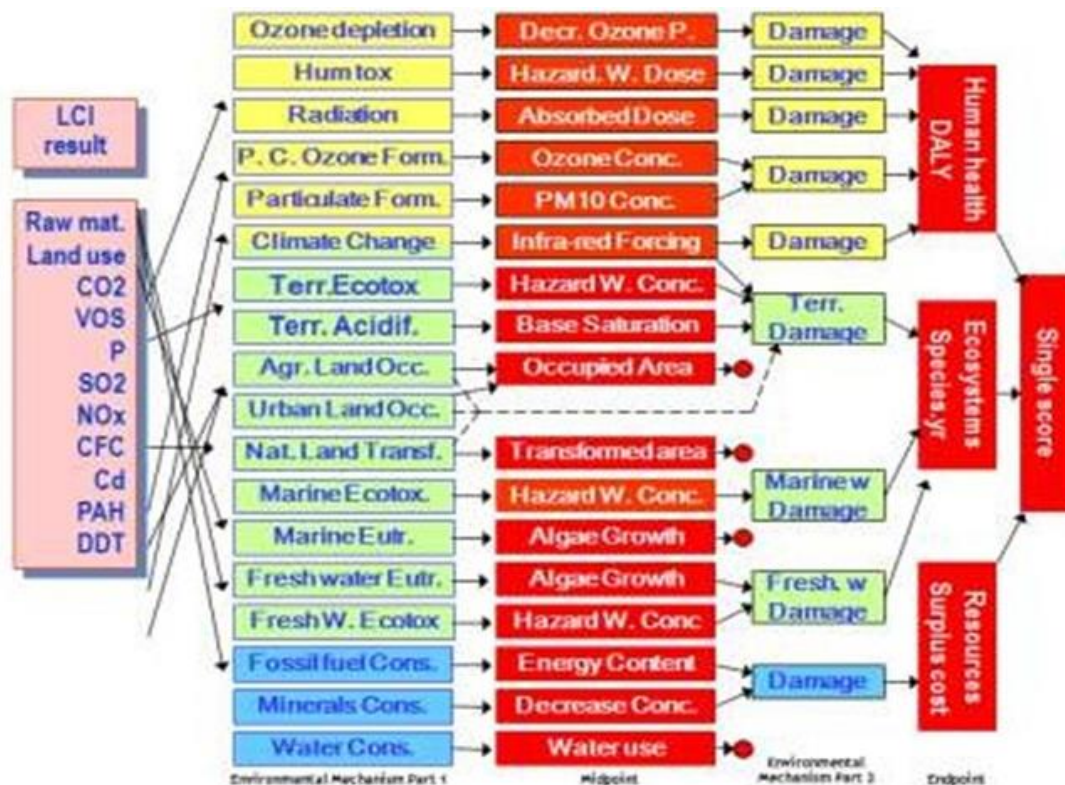 LCI
result
Raw mat.
Land use
CO2
VOS
P
SO2
NOx
CFC
Cd
PAH
DDT
Ozone depletion
Hum tox
Radiation
P. C. Ozone Form.
Particulate Form.
Climate Change
Terr. Ecotox
Terr. Acidif.
Agr. Land Occ.
Urban Land Occ.
Nat. Land Transf.
Marine Ecotox.
Marine Eutr.
Fresh water Eutr.
Fresh W. Ecotox
Fossil fuel Cons.
Minerals Cons.
Water Cons.
Environmental Mechanism Part 1
Decr. Ozone P.
Hazard. W. Dose
Absorbed Dose
Ozone Conc.
PM10 Conc.
Infra-red Forcing
Hazard W. Conc.
Base Saturation
Occupied Area
Transformed area
Hazard W. Conc.
Algae Growth
Algae Growth
Hazard W. Conc
Energy Content
Decrease Conc.
Water use
Midpoint
Damage
Damage
Damage
Damage
Damage
Terr.
Damage
Marine w
Damage
Fresh. w
Damage
Damage
Environmental
Mechanism Part 2
Human health
DALY
Ecosystems
Species.yr
Resources
Surplus cost
Endpoint
Single score